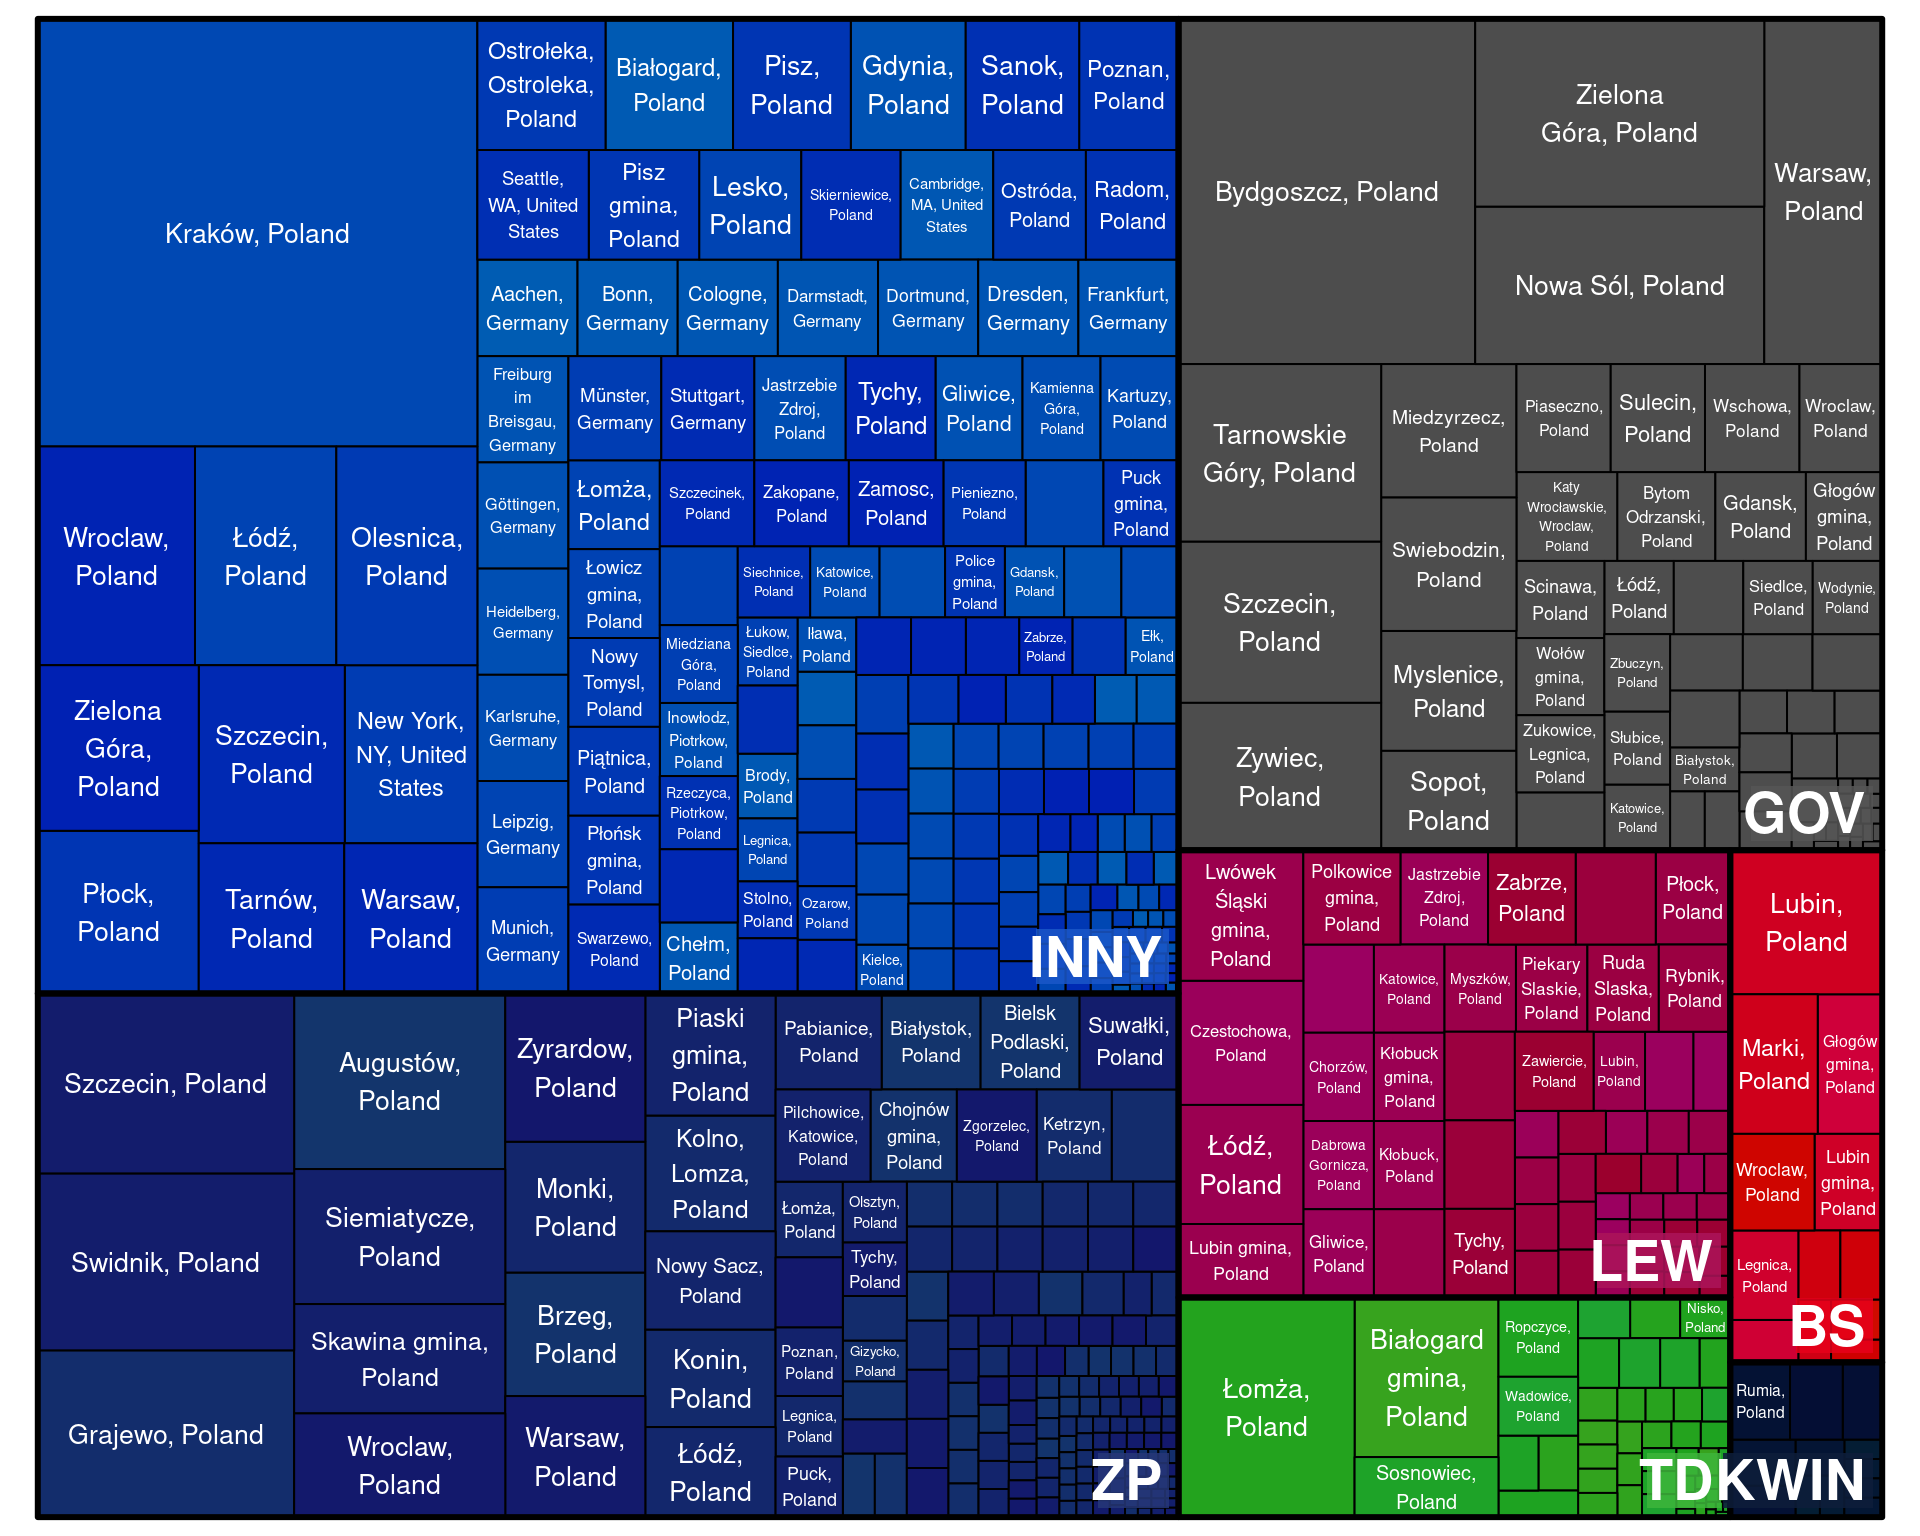 Kraków, Poland
Wroclaw,
Poland
Łódź,
Poland
Olesnica,
Poland
Zielona
Góra,
Poland
Szczecin,
Poland
New York,
NY, United
States
Płock,
Poland
Tarnów,
Poland
Warsaw,
Poland
Ostrołeka,
Ostroleka,
Poland
Białogard,
Poland
Pisz,
Poland
Gdynia,
Poland
Sanok,
Poland
Poznan,
Poland
Seattle,
WA, United
States
Pisz
gmina,
Poland
Lesko,
Poland
Skierniewice,
Poland
Cambridge,
MA, United
States
Ostróda,
Poland
Radom,
Poland
Aachen,
Germany
Bonn,
Germany
Cologne,
Germany
Darmstadt,
Germany
Dortmund,
Germany
Dresden,
Germany
Frankfurt,
Germany
Freiburg
im
Breisgau,
Germany
Münster,
Germany
Stuttgart,
Germany
Jastrzebie
Zdroj,
Poland
Tychy,
Poland
Gliwice,
Poland
Kamienna
Góra,
Poland
Kartuzy,
Poland
Göttingen,
Germany
Heidelberg,
Germany
Karlsruhe,
Germany
Leipzig,
Germany
Munich,
Germany
Łomża,
Poland
Łowicz
gmina,
Poland
Nowy
Tomysl,
Poland
Piątnica,
Poland
Płońsk
gmina,
Poland
Swarzewo,
Poland
Szczecinek,
Poland
Zakopane,
Poland
Zamosc,
Poland
Pieniezno,
Poland
Puck
gmina,
Poland
Miedziana
Góra,
Poland
Inowłodz,
Piotrkow,
Poland
Rzeczyca,
Piotrkow,
Poland
Chełm,
Poland
Siechnice,
Poland
Katowice,
Poland
Police
gmina,
Poland
Gdansk,
Poland
Łukow,
Siedlce,
Poland
Iława,
Poland
Zabrze,
Poland
Ełk,
Poland
Brody,
Poland
Legnica,
Poland
Stolno,
Poland
Ozarow,
Poland
Kielce,
Poland
INNY
Bydgoszcz, Poland
Zielona
Góra, Poland
Nowa Sól, Poland
Warsaw,
Poland
Tarnowskie
Góry, Poland
Szczecin,
Poland
Zywiec,
Poland
Miedzyrzecz,
Poland
Swiebodzin,
Poland
Myslenice,
Poland
Sopot,
Poland
Piaseczno,
Poland
Sulecin,
Poland
Wschowa,
Poland
Wroclaw,
Poland
Katy
Wrocławskie,
Wroclaw,
Poland
Bytom
Odrzanski,
Poland
Gdansk,
Poland
Głogów
gmina,
Poland
Scinawa,
Poland
Łódź,
Poland
Siedlce,
Poland
Wodynie,
Poland
Wołów
gmina,
Poland
Zbuczyn,
Poland
Zukowice,
Legnica,
Poland
Słubice,
Poland
Białystok,
Poland
Katowice,
Poland
GOV
Szczecin, Poland
Swidnik, Poland
Grajewo, Poland
Augustów,
Poland
Siemiatycze,
Poland
Skawina gmina,
Poland
Wroclaw,
Poland
Zyrardow,
Poland
Monki,
Poland
Brzeg,
Poland
Warsaw,
Poland
Piaski
gmina,
Poland
Kolno,
Lomza,
Poland
Nowy Sacz,
Poland
Konin,
Poland
Łódź,
Poland
Pabianice,
Poland
Białystok,
Poland
Bielsk
Podlaski,
Poland
Suwałki,
Poland
Pilchowice,
Katowice,
Poland
Chojnów
gmina,
Poland
Zgorzelec,
Poland
Ketrzyn,
Poland
Łomża,
Poland
Olsztyn,
Poland
Tychy,
Poland
Poznan,
Poland
Gizycko,
Poland
Legnica,
Poland
Puck,
Poland
ZP
Lwówek
Śląski
gmina,
Poland
Czestochowa,
Poland
Łódź,
Poland
Lubin gmina,
Poland
Polkowice
gmina,
Poland
Jastrzebie
Zdroj,
Poland
Zabrze,
Poland
Płock,
Poland
Katowice,
Poland
Myszków,
Poland
Piekary
Slaskie,
Poland
Ruda
Slaska,
Poland
Rybnik,
Poland
Chorzów,
Poland
Kłobuck
gmina,
Poland
Zawiercie,
Poland
Lubin,
Poland
Dabrowa
Gornicza,
Poland
Kłobuck,
Poland
Gliwice,
Poland
Tychy,
Poland
LEW
Lubin,
Poland
Marki,
Poland
Głogów
gmina,
Poland
Wroclaw,
Poland
Lubin
gmina,
Poland
Legnica,
Poland
BS
Łomża,
Poland
Białogard
gmina,
Poland
Sosnowiec,
Poland
Ropczyce,
Poland
Wadowice,
Poland
Nisko,
Poland
Rumia,
Poland
TDKWIN